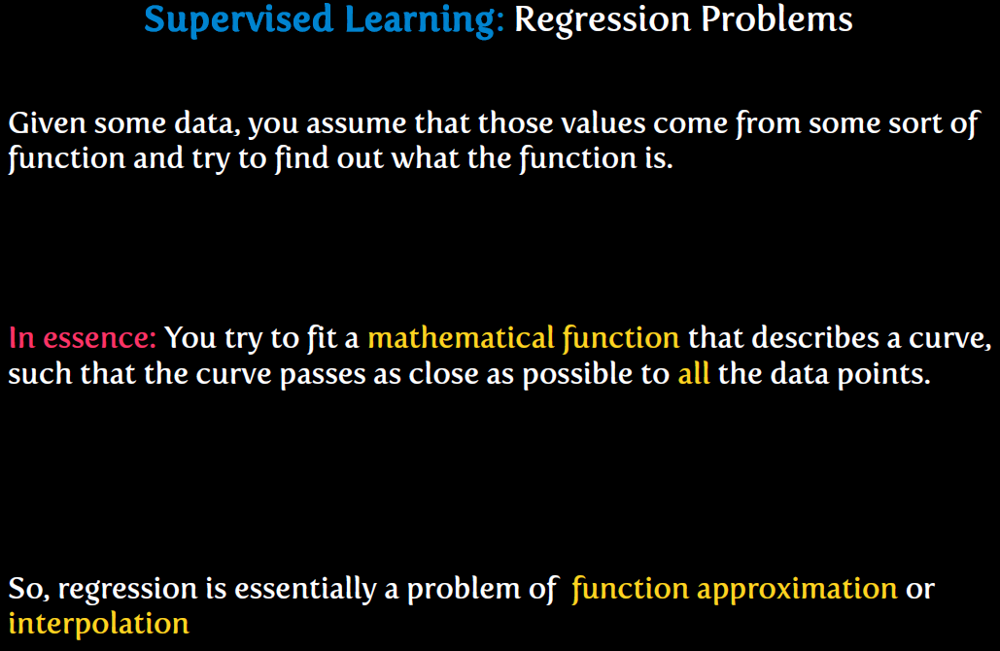 Supervised Learning: Regression Problems
Given some data, you assume that those values come from some sort of
function and try to find out what the function is.
In essence: You try to fit a mathematical function that describes a curve,
such that the curve passes as close as possible to all the data points.
So, regression is essentially a problem of function approximation or
interpolation